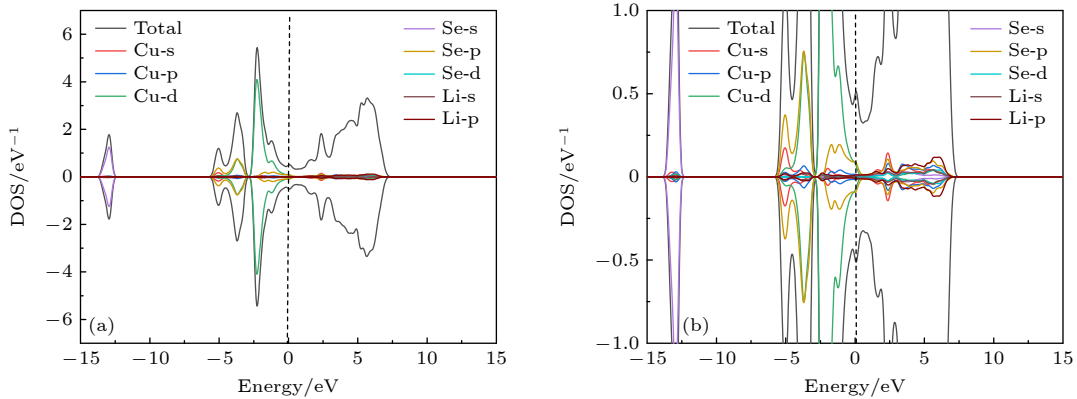 Total
Cu-s
Cu-p
Cu-d
Se-s
Se-p
Se-d
Li-s
Li-p
6
4
2
0
−2
−4
−6
DOS/eV−1
(a)
−15 −10 −5 0 5 10 15
Energy/eV
Total
Cu-s
Cu-p
Cu-d
Se-s
Se-p
Se-d
Li-s
Li-p
1.0
0.5
0
−0.5
−1.0
DOS/eV−1
(b)
−15 −10 −5 0 5 10 15
Energy/eV